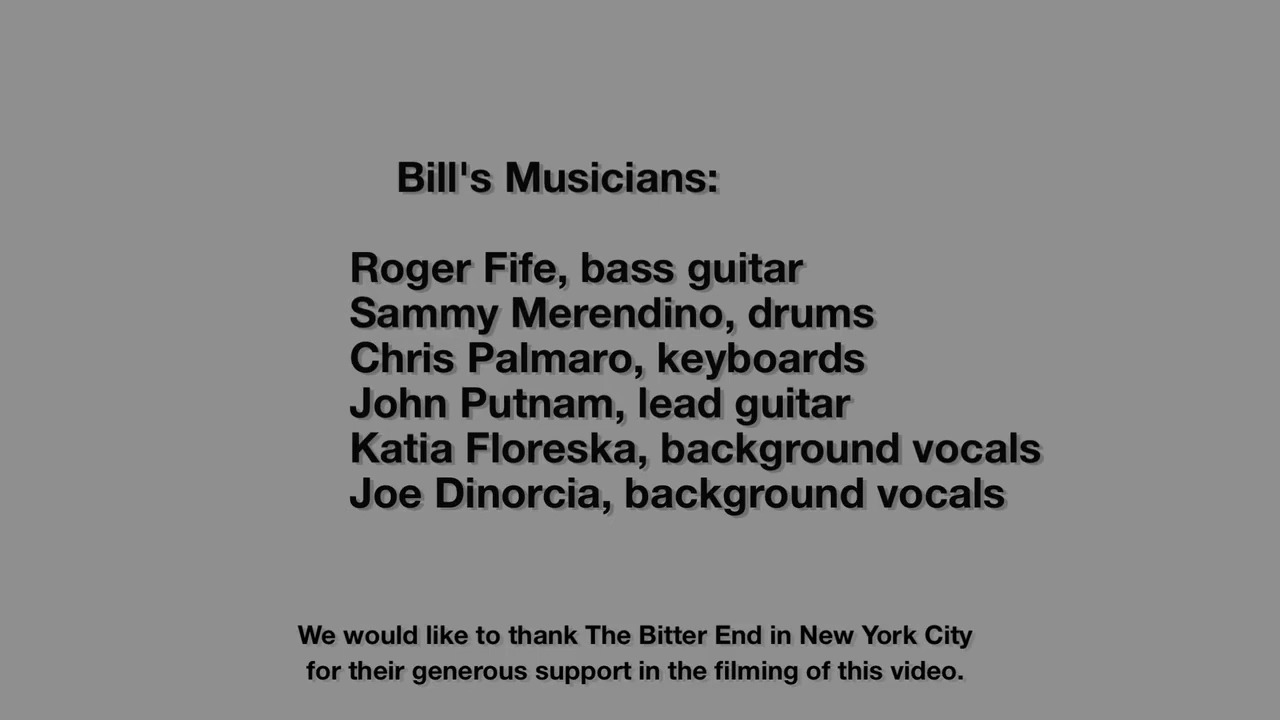 Bill's Musicians:
Roger Fife, bass guitar
Sammy Merendino, drums
Chris Palmaro, keyboards
John Putnam, lead guitar
Katia Floreska, background vocals
Joe Dinorcia, background vocals
We would like to thank The Bitter End in New York City
for their generous support in the filming of this video.